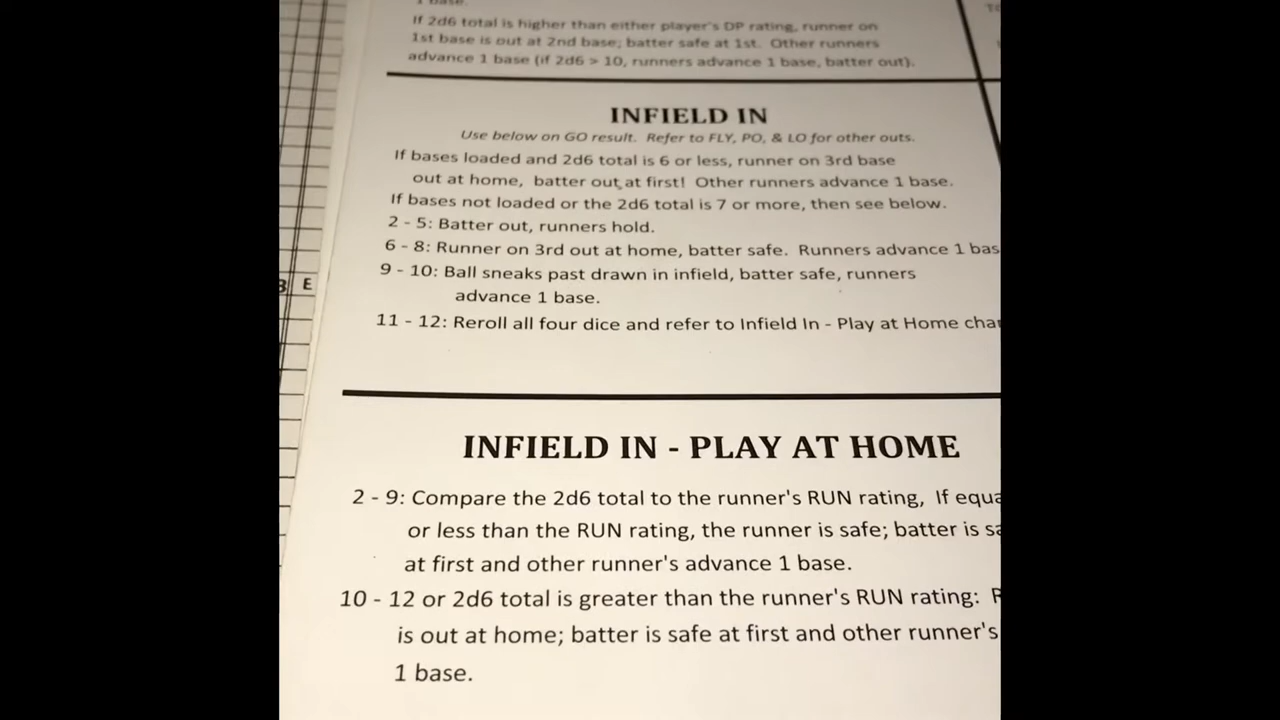 1 base.
If 2d6 total is higher than either player's DP rating, runner on
1st base is out at 2nd base; batter safe at 1st. Other runners
advance 1 base (if 2d6 > 10, runners advance 1 base, batter out).
INFIELD IN
Use below on GO result. Refer to FLY, PO, & LO for other outs.
If bases loaded and 2d6 total is 6 or less, runner on 3rd base
out at home, batter out at first! Other runners advance 1 base.
If bases not loaded or the 2d6 total is 7 or more, then see below.
2 - 5: Batter out, runners hold.
6 - 8: Runner on 3rd out at home, batter safe. Runners advance 1 bas
9 - 10: Ball sneaks past drawn in infield, batter safe, runners
advance 1 base.
11 - 12: Reroll all four dice and refer to Infield In - Play at Home char
B E
INFIELD IN - PLAY AT HOME
2 - 9: Compare the 2d6 total to the runner's RUN rating, If equa
or less than the RUN rating, the runner is safe; batter is sa
at first and other runner's advance 1 base.
10 - 12 or 2d6 total is greater than the runner's RUN rating: R
is out at home; batter is safe at first and other runner's
1 base.